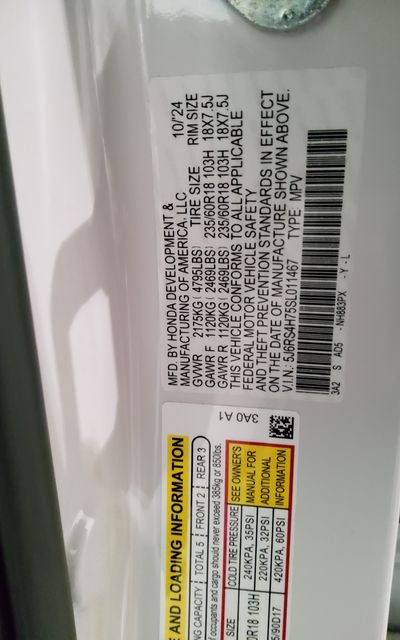 MFD. BY HONDA DEVELOPMENT &
MANUFACTURING OF AMERICA, LLC 10/'24
GVWR 2175KG ( 4795LBS) TIRE SIZE RIM SIZE
GAWR F 1120KG ( 2469LBS) 235/60R18 103H 18X7.5J
GAWR R 1120KG ( 2469LBS) 235/60R18 103H 18X7.5J
THIS VEHICLE CONFORMS TO ALL APPLICABLE
FEDERAL MOTOR VEHICLE SAFETY
AND THEFT PREVENTION STANDARDS IN EFFECT
ON THE DATE OF MANUFACTURE SHOWN ABOVE.
V.I.N.: 5J6RS4H75SL011467 TYPE MPV
3A2 S AD5 - NH883PX - Y - L
3A0 A1
E AND LOADING INFORMATION
NG CAPACITY TOTAL 5 FRONT 2 REAR 3
of occupants and cargo should never exceed 385kg or 850lbs.
SIZE COLD TIRE PRESSURE SEE OWNER'S
0R18 103H 240KPA, 35PSI MANUAL FOR
220KPA, 32PSI ADDITIONAL
/90D17 420KPA, 60PSI INFORMATION